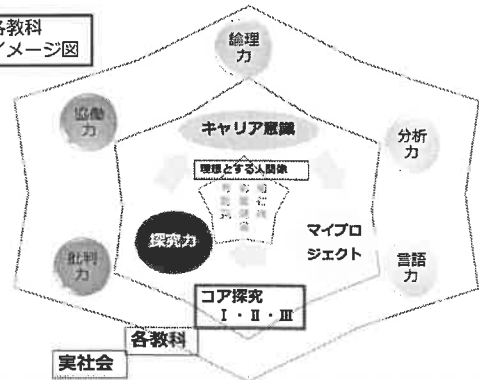 各教科
イメージ図
論理
力
協働
力
キャリア意識
分析
力
理想とする人間像
探究力
マイプロ
ジェクト
批判
力
言語
力
コア探究
Ⅰ・Ⅱ・Ⅲ
各教科
実社会